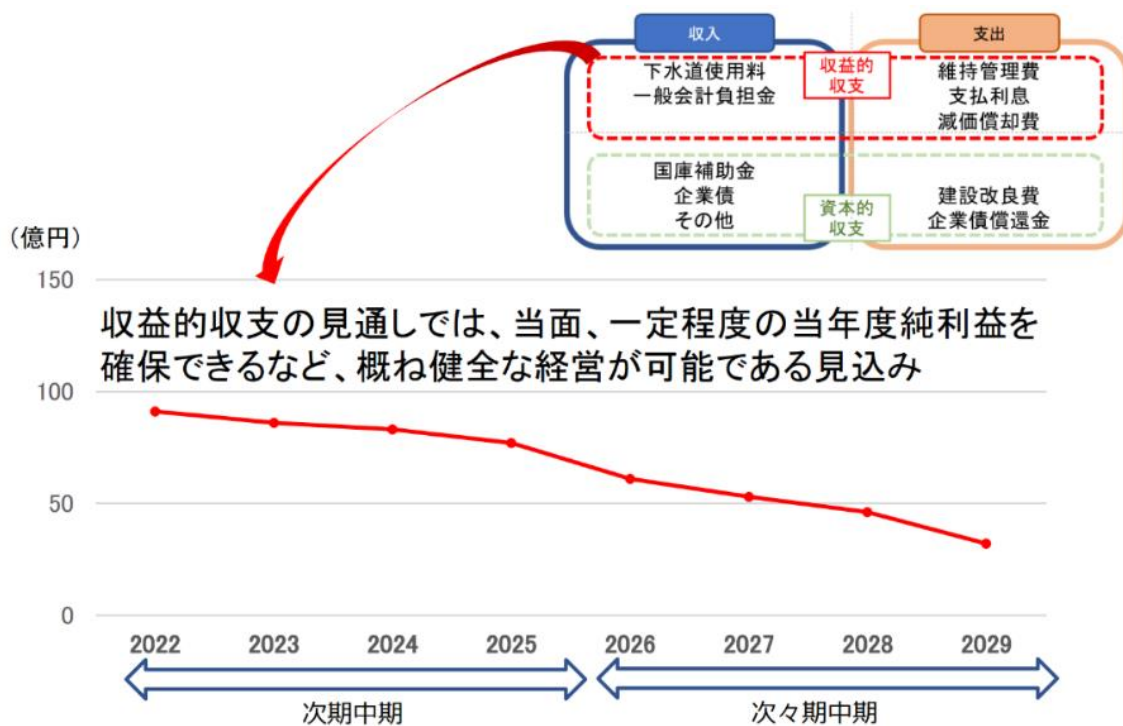 収入
支出
下水道使用料
一般会計負担金
収益的
収支
維持管理費
支払利息
減価償却費
国庫補助金
企業債
その他
資本的
収支
建設改良費
企業債償還金
(億円)
150
収益的収支の見通しでは、当面、一定程度の当年度純利益を
確保できるなど、概ね健全な経営が可能である見込み
100
50
0
2022 2023 2024 2025 2026 2027 2028 2029
次期中期 次々期中期